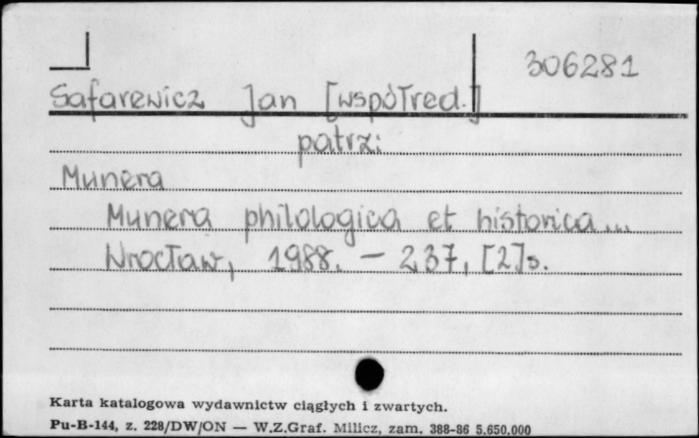 306281
Safarewicz Jan [współred.]
patrz:
Munera
Munera philologica et historica...
Wrocław, 1988. - 237, [2]s.
Karta katalogowa wydawnictw ciągłych i zwartych.
Pu-B-144, z. 228/DW/ON — W.Z.Graf. Milicz, zam. 388-86 5.650.000